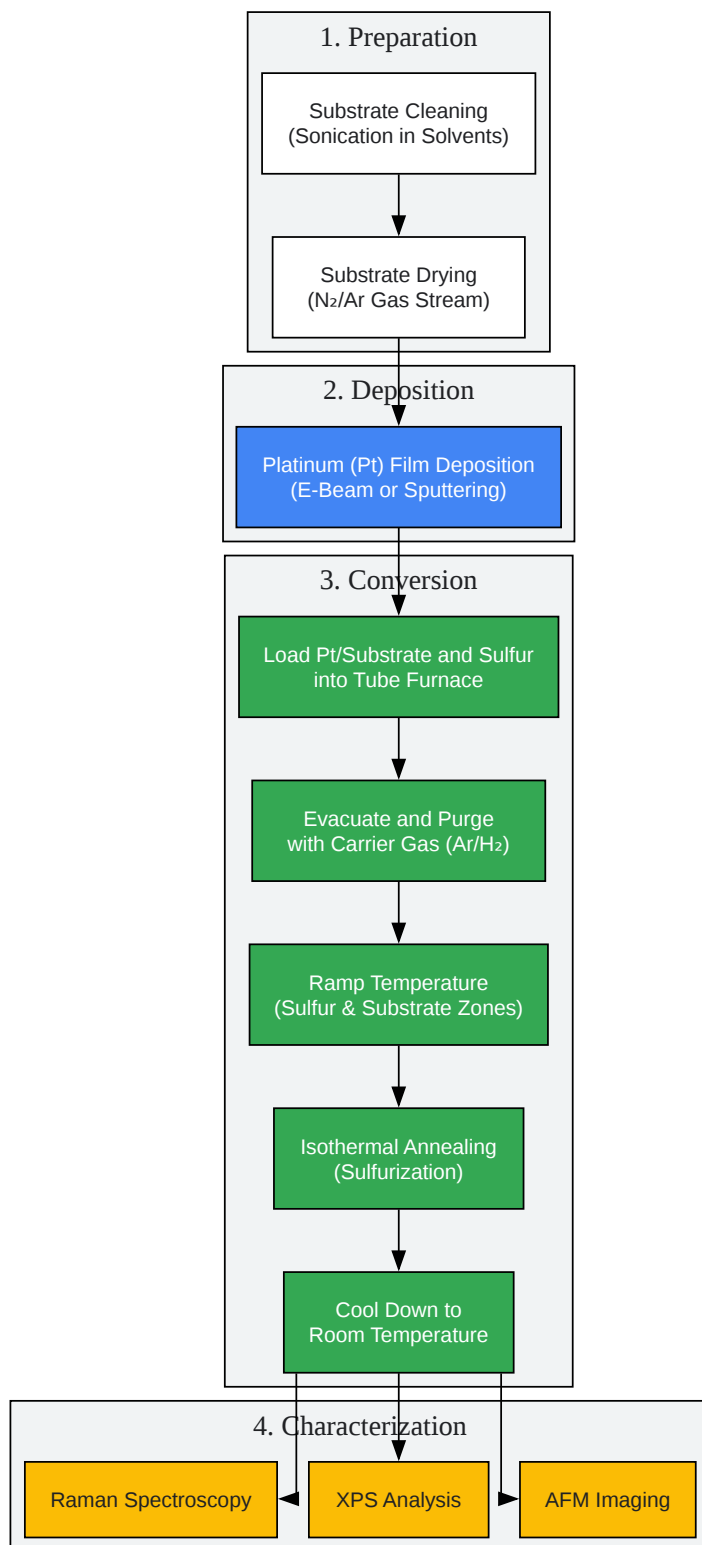 1. Preparation
Substrate Cleaning
(Sonication in Solvents)
Substrate Drying
(N₂/Ar Gas Stream)
2. Deposition
Platinum (Pt) Film Deposition
(E-Beam or Sputtering)
3. Conversion
Load Pt/Substrate and Sulfur
into Tube Furnace
Evacuate and Purge
with Carrier Gas (Ar/H₂)
Ramp Temperature
(Sulfur & Substrate Zones)
Isothermal Annealing
(Sulfurization)
Cool Down to
Room Temperature
4. Characterization
Raman Spectroscopy
XPS Analysis
AFM Imaging